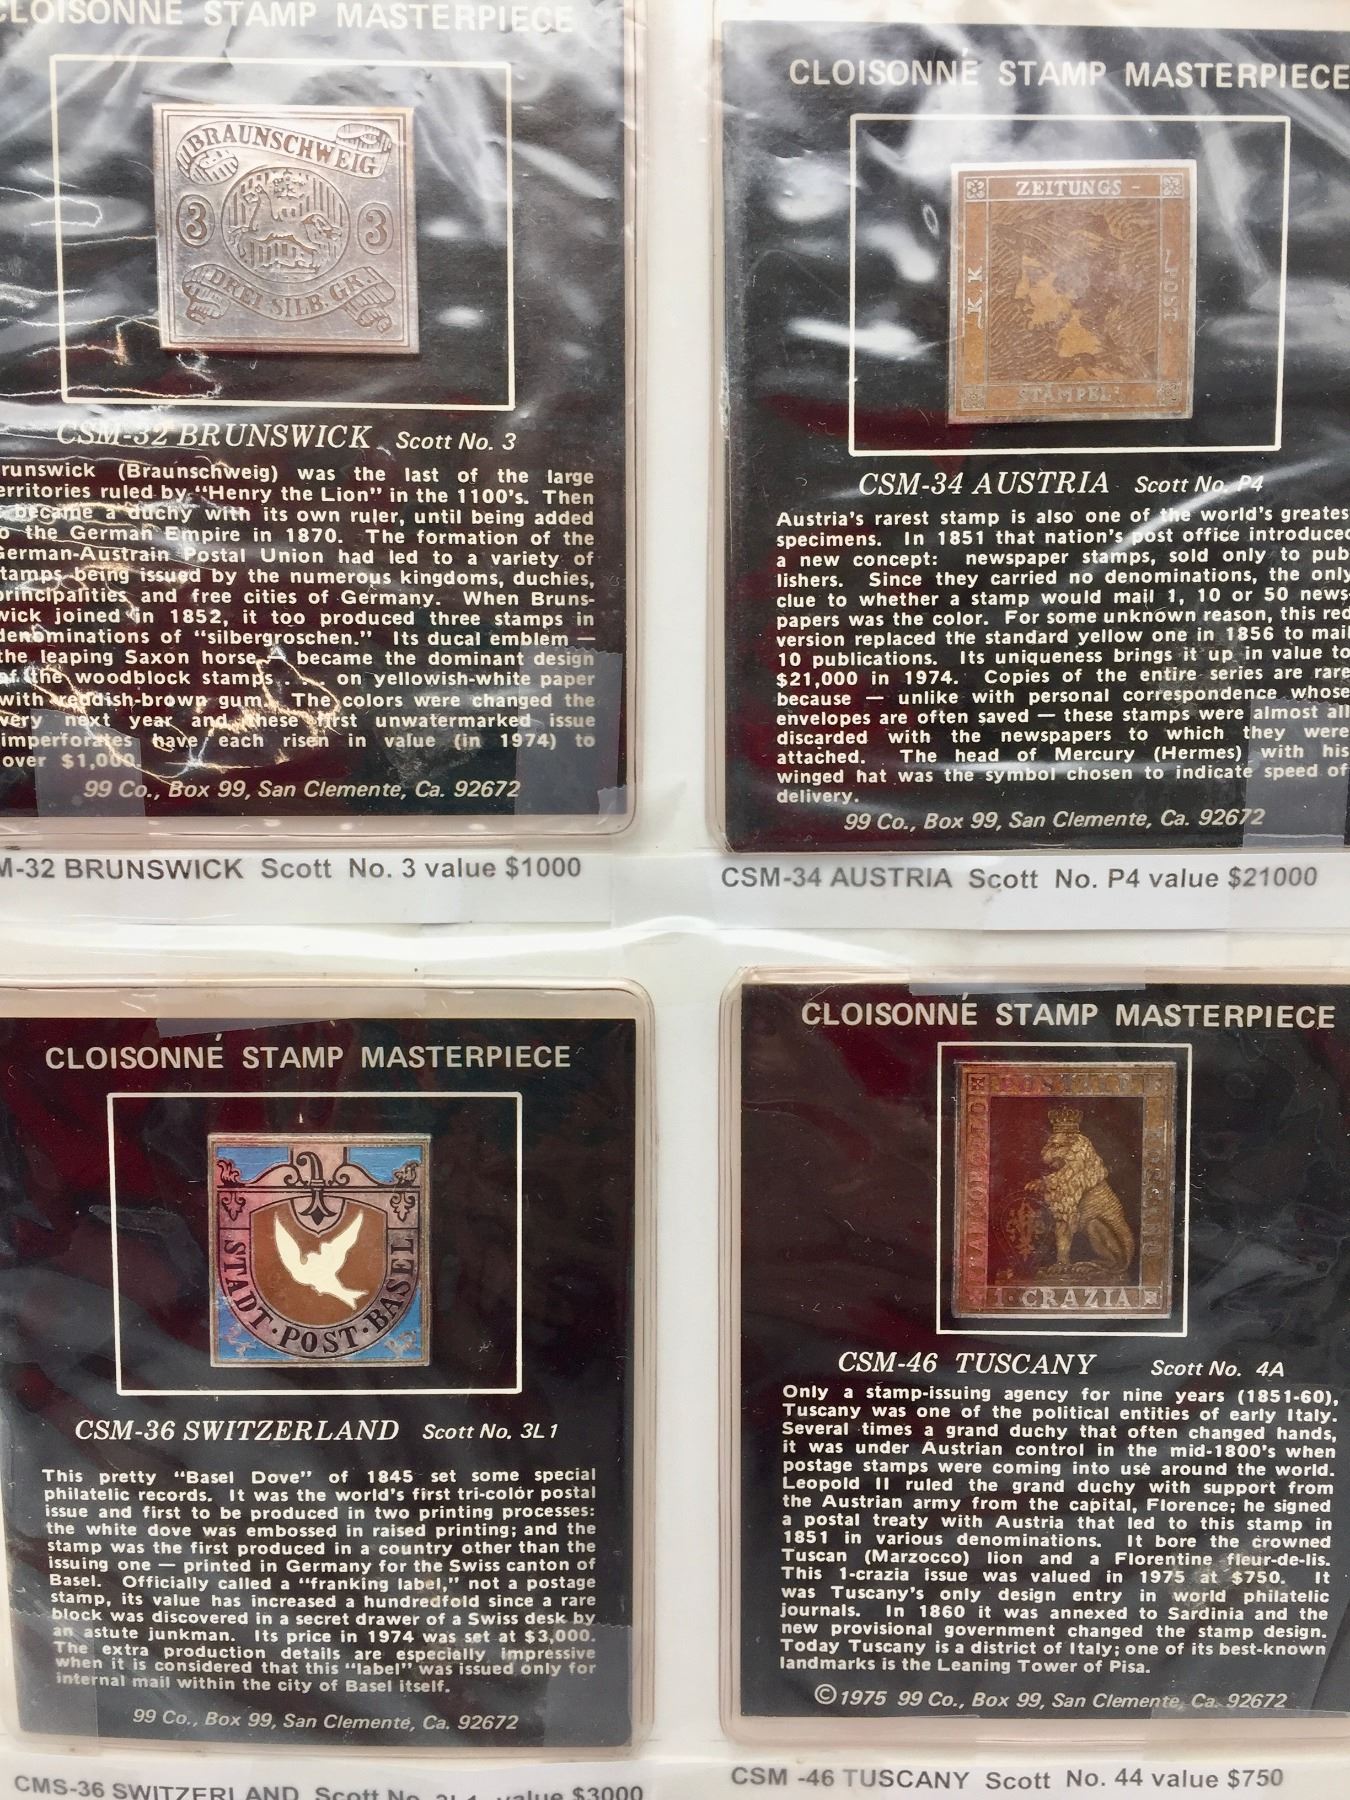 CLOISONNÉ STAMP MASTERPIECE
BRAUNSCHWEIG
3 3
DREI SILB. GR.
CSM-32 BRUNSWICK Scott No. 3
runswick (Braunschweig) was the last of the large
erritories ruled by "Henry the Lion" in the 1100's. Then
became a duchy with its own ruler, until being added
o the German Empire in 1870. The formation of the
German-Austrain Postal Union had led to a variety of
tamps being issued by the numerous kingdoms, duchies,
principalities and free cities of Germany. When Bruns-
wick joined in 1852, it too produced three stamps in
denominations of "silbergroschen." Its ducal emblem —
the leaping Saxon horse, became the dominant design
of the woodblock stamps . . . on yellowish-white paper
with reddish-brown gum. The colors were changed the
very next year and these first unwatermarked issue
imperforates have each risen in value (in 1974) to
over $1,000.
99 Co., Box 99, San Clemente, Ca. 92672
M-32 BRUNSWICK Scott No. 3 value $1000
CLOISONNÉ STAMP MASTERPIECE
ZEITUNGS -
K K
POST -
STÄMPEL
CSM-34 AUSTRIA Scott No. P4
Austria's rarest stamp is also one of the world's greates
specimens. In 1851 that nation's post office introduced
a new concept: newspaper stamps, sold only to pub
lishers. Since they carried no denominations, the only
clue to whether a stamp would mail 1, 10 or 50 news-
papers was the color. For some unknown reason, this red
version replaced the standard yellow one in 1856 to mail
10 publications. Its uniqueness brings it up in value to
$21,000 in 1974. Copies of the entire series are rare
because — unlike with personal correspondence whose
envelopes are often saved — these stamps were almost all
discarded with the newspapers to which they were
attached. The head of Mercury (Hermes) with his
winged hat was the symbol chosen to indicate speed of
delivery.
99 Co., Box 99, San Clemente, Ca. 92672
CSM-34 AUSTRIA Scott No. P4 value $21000
CLOISONNÉ STAMP MASTERPIECE
STADT·POST·BASEL
CSM-36 SWITZERLAND Scott No. 3L1
This pretty "Basel Dove" of 1845 set some special
philatelic records. It was the world's first tri-color postal
issue and first to be produced in two printing processes:
the white dove was embossed in raised printing; and the
stamp was the first produced in a country other than the
issuing one — printed in Germany for the Swiss canton of
Basel. Officially called a "franking label," not a postage
stamp, its value has increased a hundredfold since a rare
block was discovered in a secret drawer of a Swiss desk by
an astute junkman. Its price in 1974 was set at $3,000.
The extra production details are especially impressive
when it is considered that this "label" was issued only for
internal mail within the city of Basel itself.
99 Co., Box 99, San Clemente, Ca. 92672
CMS-36 SWITZERLAND Scott No. 3L1 value $3000
CLOISONNÉ STAMP MASTERPIECE
1 · CRAZIA
CSM-46 TUSCANY Scott No. 4A
Only a stamp-issuing agency for nine years (1851-60),
Tuscany was one of the political entities of early Italy.
Several times a grand duchy that often changed hands,
it was under Austrian control in the mid-1800's when
postage stamps were coming into use around the world.
Leopold II ruled the grand duchy with support from
the Austrian army from the capital, Florence; he signed
a postal treaty with Austria that led to this stamp in
1851 in various denominations. It bore the crowned
Tuscan (Marzocco) lion and a Florentine fleur-de-lis.
This 1-crazia issue was valued in 1975 at $750. It
was Tuscany's only design entry in world philatelic
journals. In 1860 it was annexed to Sardinia and the
new provisional government changed the stamp design.
Today Tuscany is a district of Italy; one of its best-known
landmarks is the Leaning Tower of Pisa.
©1975 99 Co., Box 99, San Clemente, Ca. 92672
CSM -46 TUSCANY Scott No. 44 value $750